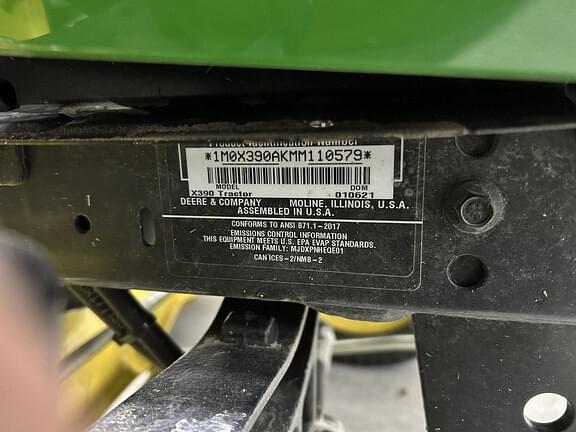 Product Identification Number
*1M0X390AKMM110579*
MODEL DOM
X390 Tractor 010621
DEERE & COMPANY MOLINE, ILLINOIS, U.S.A.
ASSEMBLED IN U.S.A.
CONFORMS TO ANSI B71.1-2017
EMISSIONS CONTROL INFORMATION
THIS EQUIPMENT MEETS U.S. EPA EVAP STANDARDS.
EMISSION FAMILY: MJDXPNHEQE01
CAN ICES-2/NMB-2